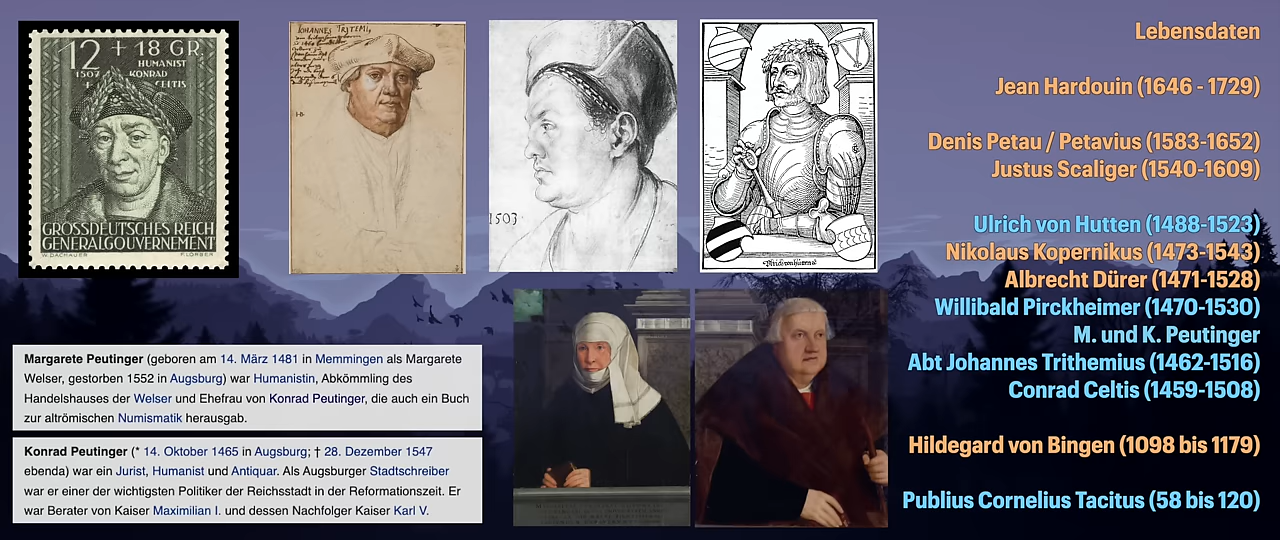 12 + 18 GR.
HUMANIST
1507 KONRAD
CELTIS
GROSSDEUTSCHES REICH
GENERALGOUVERNEMENT
W.DACHAUER F.LORBER
IOHANNES TRITEMI,
1503
Lebensdaten
Jean Hardouin (1646 - 1729)
Denis Petau / Petavius (1583-1652)
Justus Scaliger (1540-1609)
Ulrich von Hutten (1488-1523)
Nikolaus Kopernikus (1473-1543)
Albrecht Dürer (1471-1528)
Willibald Pirckheimer (1470-1530)
M. und K. Peutinger
Abt Johannes Trithemius (1462-1516)
Conrad Celtis (1459-1508)
Hildegard von Bingen (1098 bis 1179)
Publius Cornelius Tacitus (58 bis 120)
Margarete Peutinger (geboren am 14. März 1481 in Memmingen als Margarete
Welser, gestorben 1552 in Augsburg) war Humanistin, Abkömmling des
Handelshauses der Welser und Ehefrau von Konrad Peutinger, die auch ein Buch
zur altrömischen Numismatik herausgab.
Konrad Peutinger (* 14. Oktober 1465 in Augsburg; † 28. Dezember 1547
ebenda) war ein Jurist, Humanist und Antiquar. Als Augsburger Stadtschreiber
war er einer der wichtigsten Politiker der Reichsstadt in der Reformationszeit. Er
war Berater von Kaiser Maximilian I. und dessen Nachfolger Kaiser Karl V.